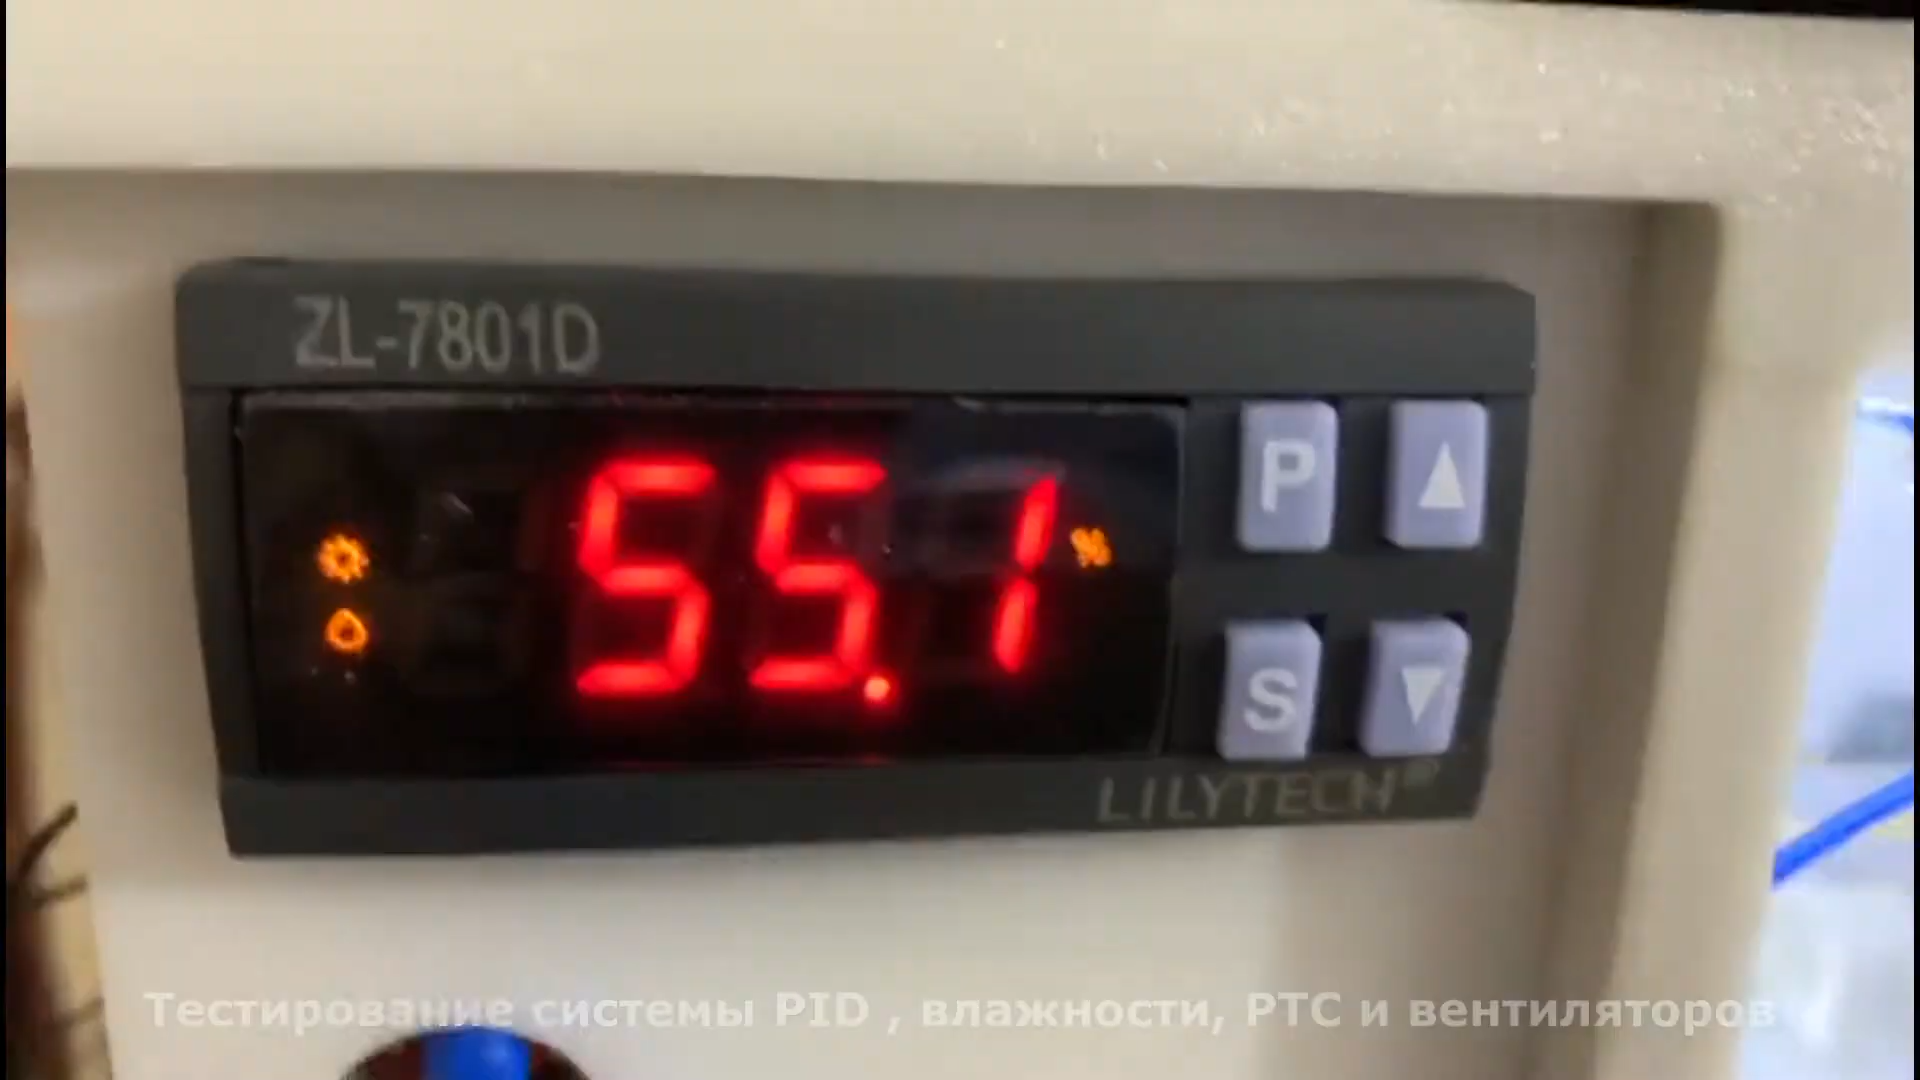 ZL-7801D
55.1 %
P
S
LILYTECH®
Тестирование системы PID , влажности, PTC и вентиляторов